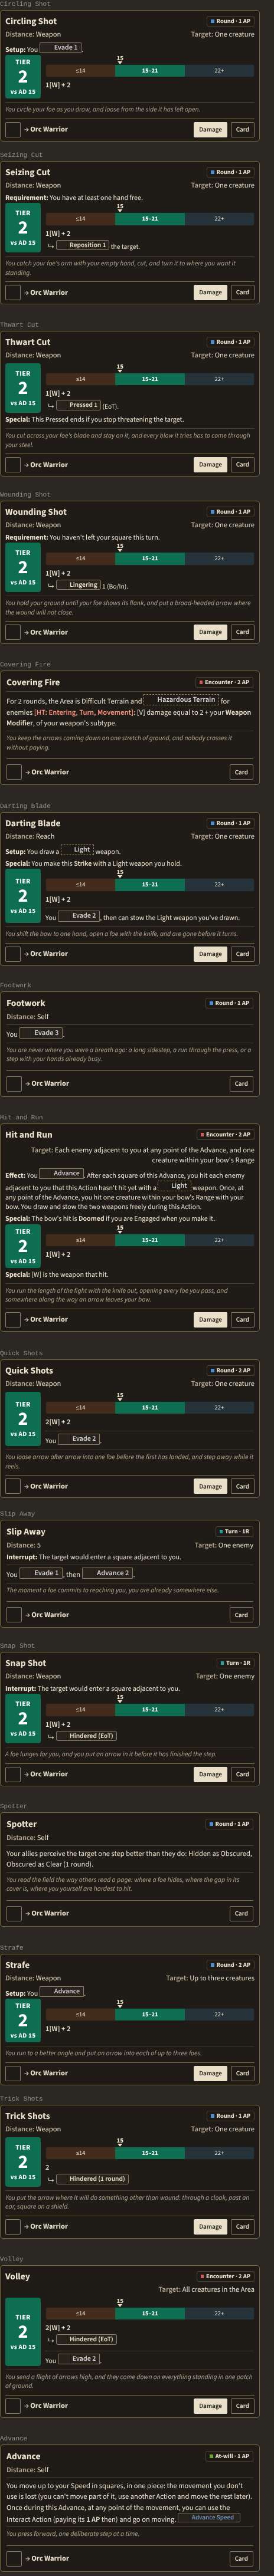 Circling Shot
Circling Shot
Round · 1 AP
Distance: Weapon
Target: One creature
Setup: You Evade 1.
TIER
2
vs AD 15
15
≤14
15–21
22+
1[W] + 2
You circle your foe as you draw, and loose from the side it has left open.
→ Orc Warrior
Damage
Card
Seizing Cut
Seizing Cut
Round · 1 AP
Distance: Weapon
Target: One creature
Requirement: You have at least one hand free.
TIER
2
vs AD 15
15
≤14
15–21
22+
1[W] + 2
↪ Reposition 1 the target.
You catch your foe's arm with your empty hand, cut, and turn it to where you want it
standing.
→ Orc Warrior
Damage
Card
Thwart Cut
Thwart Cut
Round · 1 AP
Distance: Weapon
Target: One creature
TIER
2
vs AD 15
15
≤14
15–21
22+
1[W] + 2
↪ Pressed 1 (EoT).
Special: This Pressed ends if you stop threatening the target.
You cut across your foe's blade and stay on it, and every blow it tries has to come through
your steel.
→ Orc Warrior
Damage
Card
Wounding Shot
Wounding Shot
Round · 1 AP
Distance: Weapon
Target: One creature
Requirement: You haven't left your square this turn.
TIER
2
vs AD 15
15
≤14
15–21
22+
1[W] + 2
↪ Lingering 1 (Bo/In).
You hold your ground until your foe shows its flank, and put a broad-headed arrow where
the wound will not close.
→ Orc Warrior
Damage
Card
Covering Fire
Covering Fire
Encounter · 2 AP
For 2 rounds, the Area is Difficult Terrain and Hazardous Terrain for
enemies [HT: Entering, Turn, Movement]: [V] damage equal to 2 + your Weapon
Modifier, of your weapon's subtype.
You keep the arrows coming down on one stretch of ground, and nobody crosses it
without paying.
→ Orc Warrior
Card
Darting Blade
Darting Blade
Round · 1 AP
Distance: Reach
Target: One creature
Setup: You draw a Light weapon.
Special: You make this Strike with a Light weapon you hold.
TIER
2
vs AD 15
15
≤14
15–21
22+
1[W] + 2
You Evade 2, then can stow the Light weapon you've drawn.
You shift the bow to one hand, open a foe with the knife, and are gone before it turns.
→ Orc Warrior
Damage
Card
Footwork
Footwork
Round · 1 AP
Distance: Self
You Evade 3.
You are never where you were a breath ago: a long sidestep, a run through the press, or a
step with your hands already busy.
→ Orc Warrior
Card
Hit and Run
Hit and Run
Encounter · 2 AP
Target: Each enemy adjacent to you at any point of the Advance, and one
creature within your bow's Range
Effect: You Advance. After each square of this Advance, you hit each enemy
adjacent to you that this Action hasn't hit yet with a Light weapon. Once, at
any point of the Advance, you hit one creature within your bow's Range with your
bow. You draw and stow the two weapons freely during this Action.
Special: The bow's hit is Doomed if you are Engaged when you make it.
TIER
2
vs AD 15
15
≤14
15–21
22+
1[W] + 2
Special: [W] is the weapon that hit.
You run the length of the fight with the knife out, opening every foe you pass, and
somewhere along the way an arrow leaves your bow.
→ Orc Warrior
Damage
Card
Quick Shots
Quick Shots
Round · 2 AP
Distance: Weapon
Target: One creature
TIER
2
vs AD 15
15
≤14
15–21
22+
2[W] + 2
You Evade 2.
You loose arrow after arrow into one foe before the first has landed, and step away while it
reels.
→ Orc Warrior
Damage
Card
Slip Away
Slip Away
Turn · 1R
Distance: 5
Target: One enemy
Interrupt: The target would enter a square adjacent to you.
You Evade 1, then Advance 2.
The moment a foe commits to reaching you, you are already somewhere else.
→ Orc Warrior
Card
Snap Shot
Snap Shot
Turn · 1R
Distance: Weapon
Target: One enemy
Interrupt: The target would enter a square adjacent to you.
TIER
2
vs AD 15
15
≤14
15–21
22+
1[W] + 2
↪ Hindered (EoT)
A foe lunges for you, and you put an arrow in it before it has finished the step.
→ Orc Warrior
Damage
Card
Spotter
Spotter
Round · 1 AP
Distance: Self
Your allies perceive the target one step better than they do: Hidden as Obscured,
Obscured as Clear (1 round).
You read the field the way others read a page: where a foe hides, where the gap in its
cover is, where you yourself are hardest to hit.
→ Orc Warrior
Card
Strafe
Strafe
Round · 2 AP
Distance: Weapon
Target: Up to three creatures
Setup: You Advance.
TIER
2
vs AD 15
15
≤14
15–21
22+
1[W] + 2
You run to a better angle and put an arrow into each of up to three foes.
→ Orc Warrior
Damage
Card
Trick Shots
Trick Shots
Round · 1 AP
Distance: Weapon
Target: One creature
TIER
2
vs AD 15
15
≤14
15–21
22+
2
↪ Hindered (1 round)
You put the arrow where it will do something other than wound: through a cloak, past an
ear, square on a shield.
→ Orc Warrior
Damage
Card
Volley
Volley
Encounter · 2 AP
Target: All creatures in the Area
TIER
2
vs AD 15
15
≤14
15–21
22+
2[W] + 2
↪ Hindered (EoT)
You Evade 2.
You send a flight of arrows high, and they come down on everything standing in one patch
of ground.
→ Orc Warrior
Damage
Card
Advance
Advance
At-will · 1 AP
Distance: Self
You move up to your Speed in squares, in one piece: the movement you don't
use is lost (you can't move part of it, use another Action and move the rest later).
Once during this Advance, at any point of the movement, you can use the
Interact Action (paying its 1 AP then) and go on moving. Advance Speed
You press forward, one deliberate step at a time.
→ Orc Warrior
Card